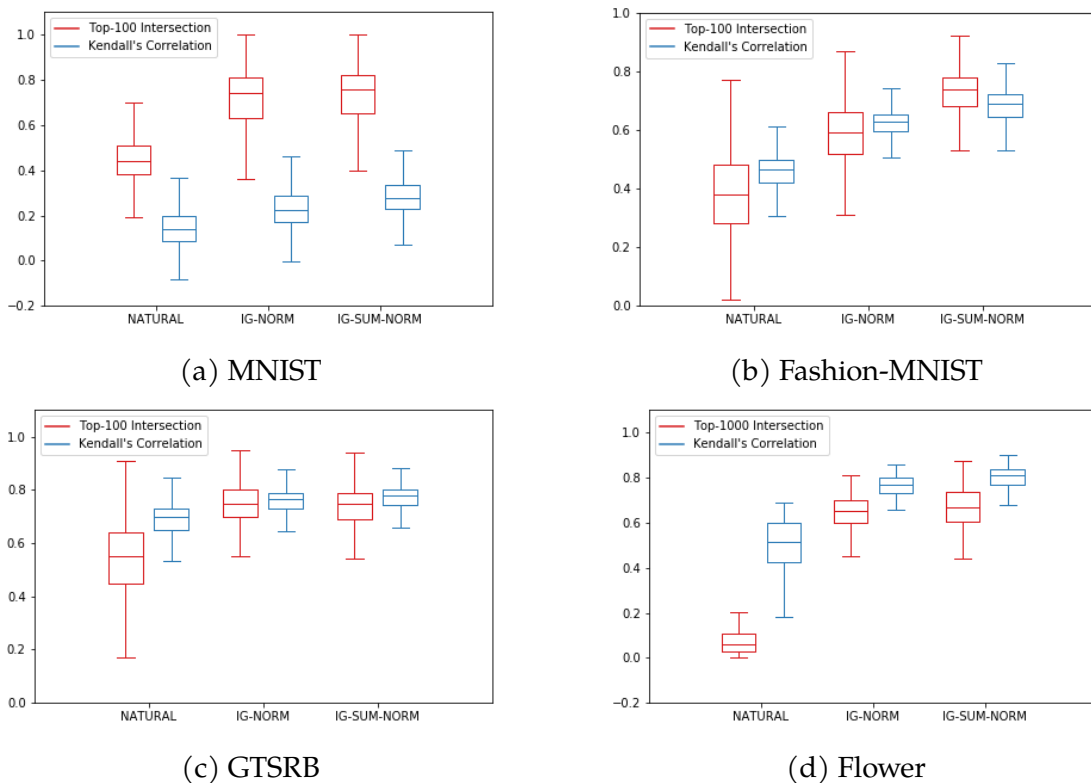 Top-100 Intersection
Kendall's Correlation
1.0
0.8
0.6
0.4
0.2
0.0
−0.2
NATURAL IG-NORM IG-SUM-NORM
(a) MNIST
Top-100 Intersection
Kendall's Correlation
1.0
0.8
0.6
0.4
0.2
0.0
NATURAL IG-NORM IG-SUM-NORM
(b) Fashion-MNIST
Top-100 Intersection
Kendall's Correlation
1.0
0.8
0.6
0.4
0.2
0.0
NATURAL IG-NORM IG-SUM-NORM
(c) GTSRB
Top-1000 Intersection
Kendall's Correlation
1.0
0.8
0.6
0.4
0.2
0.0
−0.2
NATURAL IG-NORM IG-SUM-NORM
(d) Flower